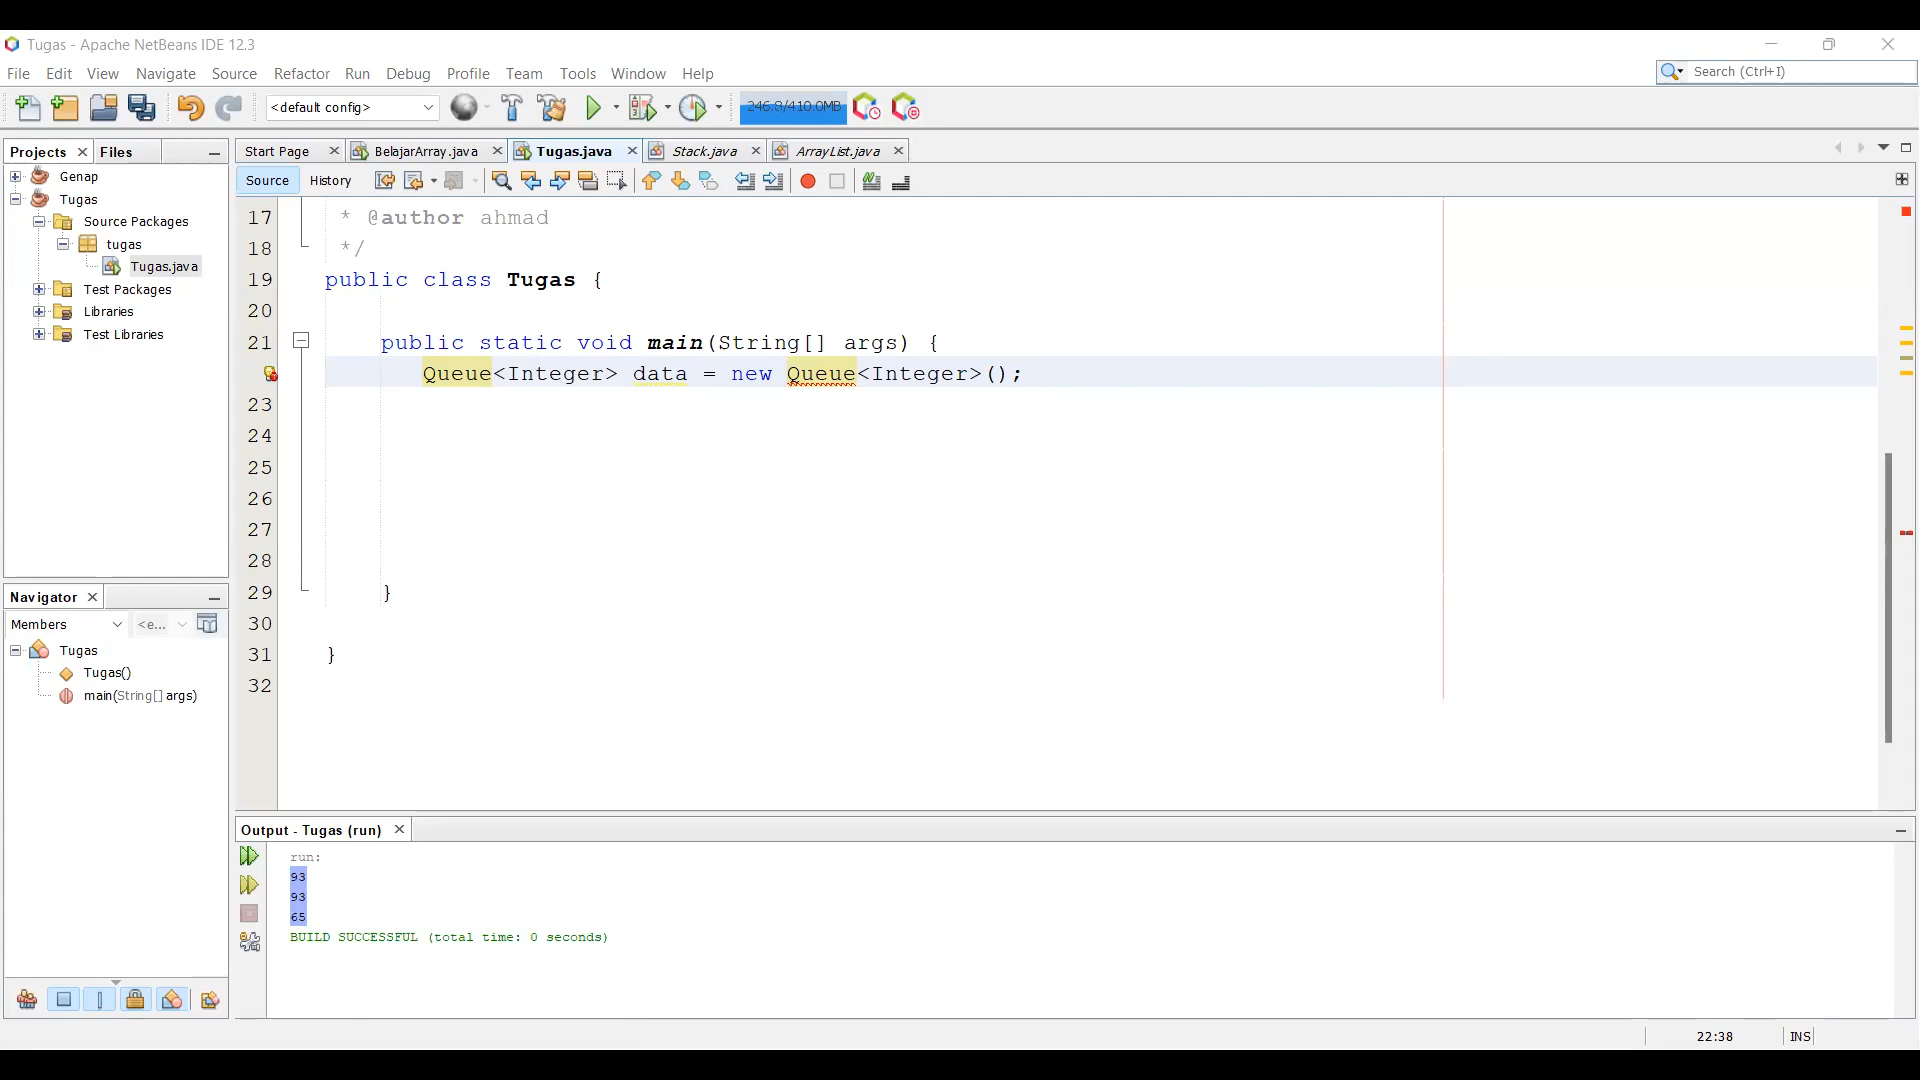 Tugas - Apache NetBeans IDE 12.3
File Edit View Navigate Source Refactor Run Debug Profile Team Tools Window Help
Search (Ctrl+I)
<default config>
246.8/410.0MB
Projects Files
Start Page BelajarArray.java Tugas.java Stack.java ArrayList.java
Source History
Genap
Tugas
Source Packages
tugas
Tugas.java
Test Packages
Libraries
Test Libraries
17 * @author ahmad
18 */
19 public class Tugas {
20
21 public static void main(String[] args) {
Queue<Integer> data = new Queue<Integer>();
23
24
25
26
27
28
29 }
30
31 }
32
Navigator
Members <e...
Tugas
Tugas()
main(String[] args)
Output - Tugas (run)
run:
93
93
65
BUILD SUCCESSFUL (total time: 0 seconds)
22:38 INS